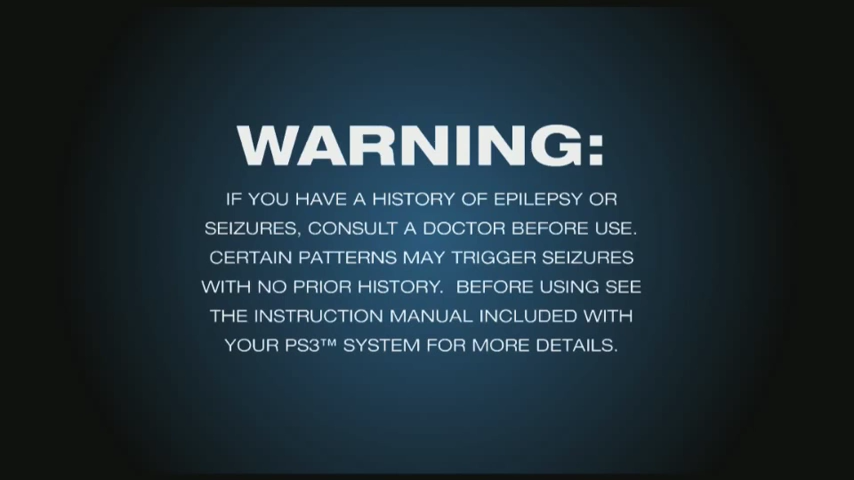 WARNING:
IF YOU HAVE A HISTORY OF EPILEPSY OR
SEIZURES, CONSULT A DOCTOR BEFORE USE.
CERTAIN PATTERNS MAY TRIGGER SEIZURES
WITH NO PRIOR HISTORY.  BEFORE USING SEE
THE INSTRUCTION MANUAL INCLUDED WITH
YOUR PS3™ SYSTEM FOR MORE DETAILS.